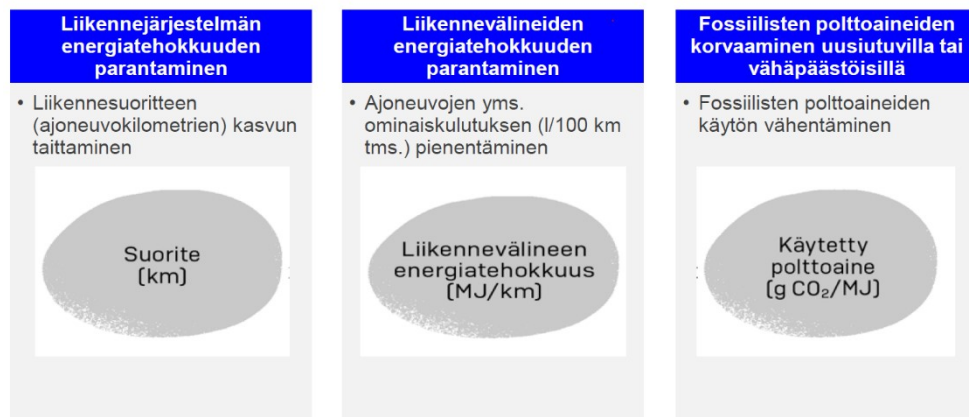 Liikennejärjestelmän
energiatehokkuuden
parantaminen
• Liikennesuoritteen
(ajoneuvokilometrien) kasvun
taittaminen
Suorite
(km)
Liikennevälineiden
energiatehokkuuden
parantaminen
• Ajoneuvojen yms.
ominaiskulutuksen (l/100 km
tms.) pienentäminen
Liikennevälineen
energiatehokkuus
(MJ/km)
Fossiilisten polttoaineiden
korvaaminen uusiutuvilla tai
vähäpäästöisillä
• Fossiilisten polttoaineiden
käytön vähentäminen
Käytetty
polttoaine
(g CO₂/MJ)